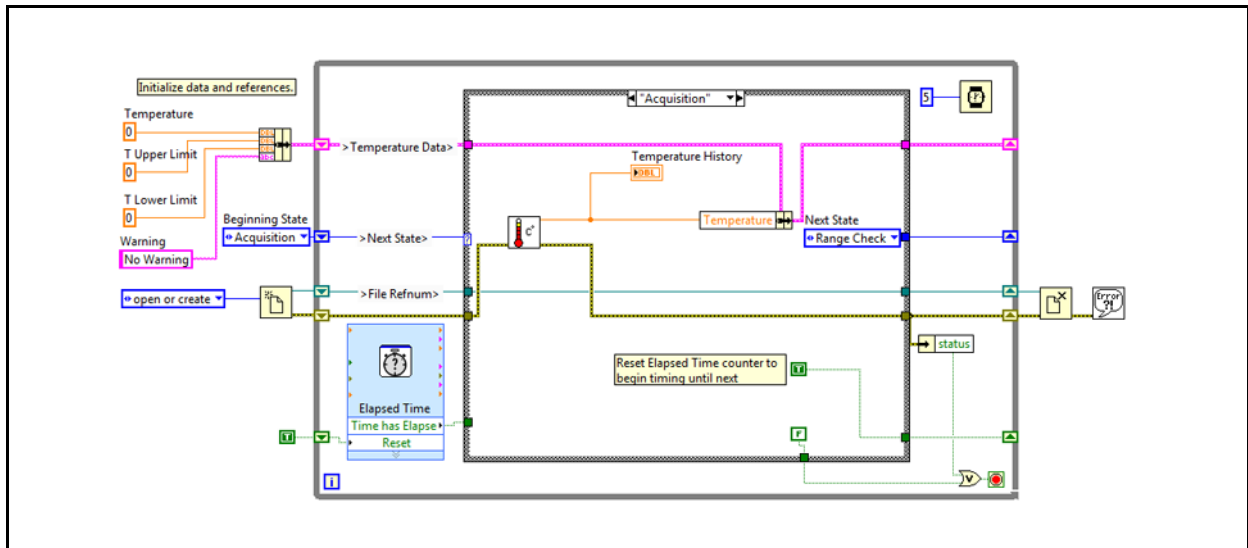 Initialize data and references.
Temperature
0
T Upper Limit
0
T Lower Limit
0
Warning
No Warning
Beginning State
Acquisition
open or create
>Temperature Data>
>Next State>
>File Refnum>
"Acquisition"
5
Temperature History
DBL
C°
Temperature
Next State
Range Check
?
Elapsed Time
Time has Elapse
Reset
T
Reset Elapsed Time counter to
begin timing until next
T
F
status
V
Error
?!
i